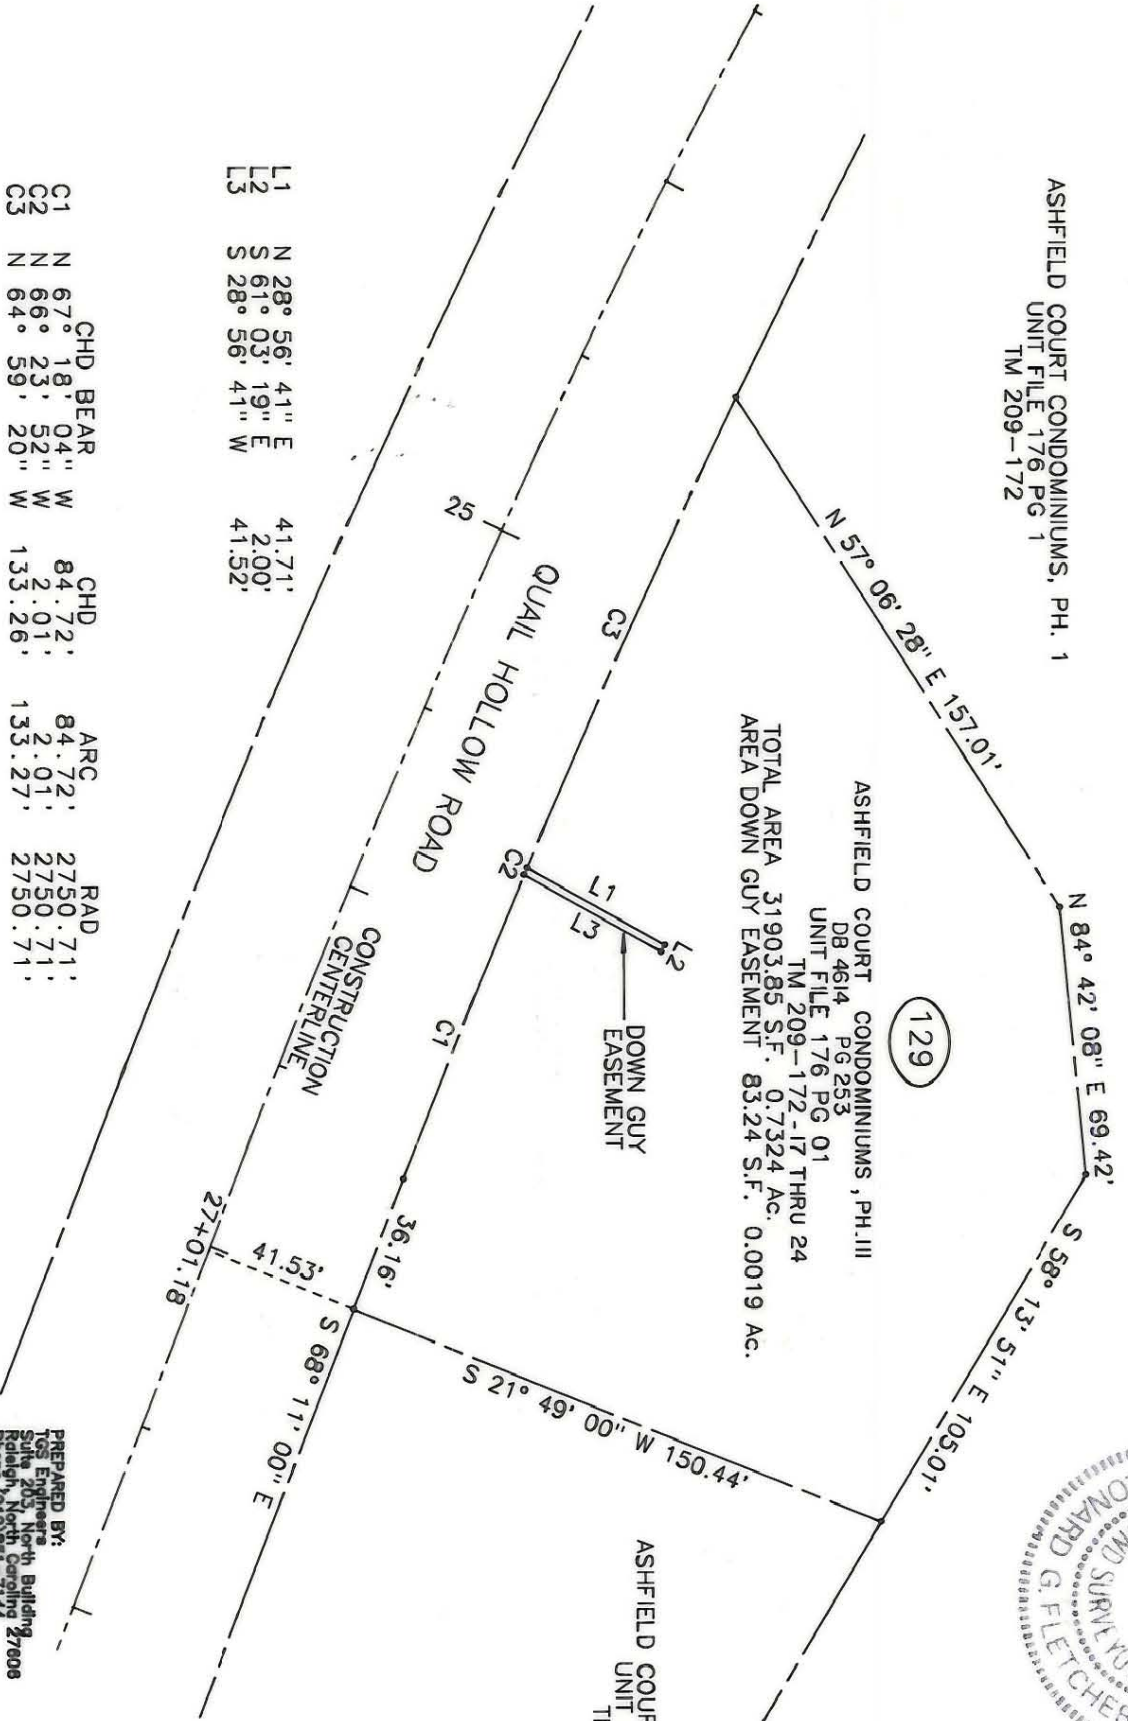 ASHFIELD COURT CONDOMINIUMS, PH. 1
UNIT FILE 176 PG 1
TM 209-172
N 57° 06' 28" E 157.01'
N 84° 42' 08" E 69.42'
S 58° 13' 51" E 105.01'
S 21° 49' 00" W 150.44'
129
ASHFIELD COURT CONDOMINIUMS, PH.III
DB 4614 PG 253
UNIT FILE 176 PG 01
TM 209-172-17 THRU 24
TOTAL AREA 31903.85 S.F. 0.7324 Ac.
AREA DOWN GUY EASEMENT 83.24 S.F. 0.0019 Ac.
DOWN GUY
EASEMENT
L1
L2
L3
C3
C2
C1
36.16'
S 68° 11' 00" E
41.53'
27+01.18
25
QUAIL HOLLOW ROAD
CONSTRUCTION
CENTERLINE
L1 N 28° 56' 41" E 41.71'
L2 S 61° 03' 19" E 2.00'
L3 S 28° 56' 41" W 41.52'
CHD BEAR CHD ARC RAD
C1 N 67° 18' 04" W 84.72' 84.72' 2750.71'
C2 N 66° 23' 52" W 2.01' 2.01' 2750.71'
C3 N 64° 59' 20" W 133.26' 133.27' 2750.71'
ASHFIELD COUR
UNIT
PREPARED BY:
TGS Engineers
Suite 203, North Building
Raleigh, North Carolina 27606
ONARD G. FLETCHER
ND SURVEYO